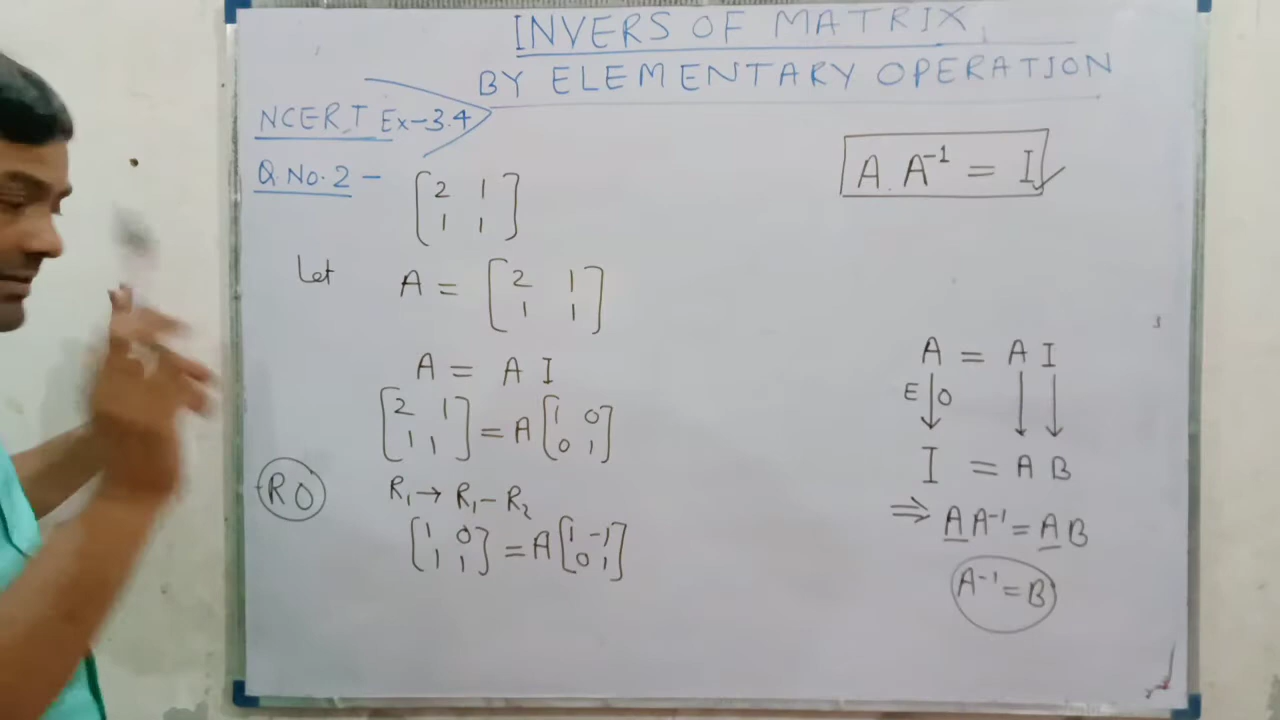 INVERS OF MATRIX
BY ELEMENTARY OPERATION
NCERT Ex-3.4
Q No. 2 -
[2 1
1 1]
Let A = [2 1
1 1]
A = A I
[2 1
1 1] = A [1 0
0 1]
RO
R₁ → R₁ - R₂
[1 0
1 1] = A [1 -1
0 1]
A. A⁻¹ = I
A = A I
E O
I = A B
⇒ A A⁻¹ = A B
A⁻¹ = B